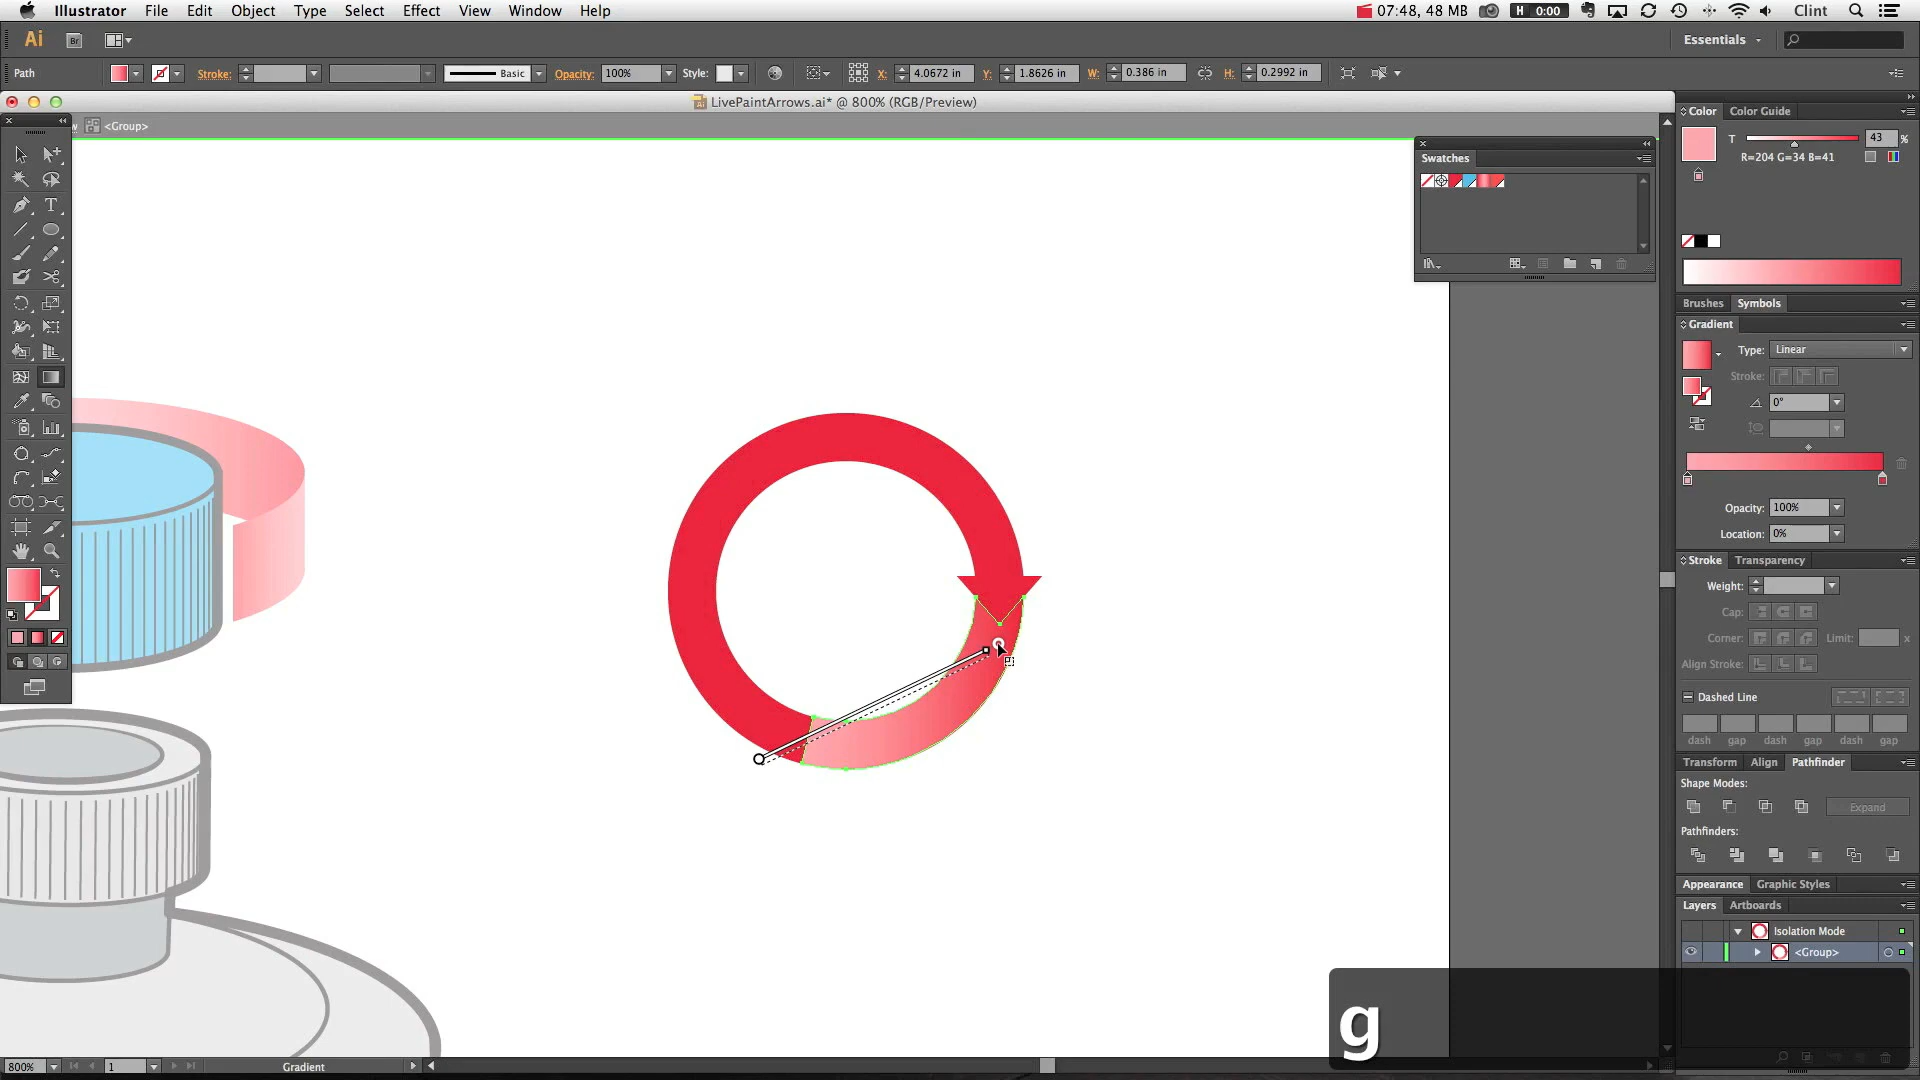 Illustrator File Edit Object Type Select Effect View Window Help 07:48, 48 MB H 0:00 Clint
Ai Br Essentials
Path Stroke: Basic Opacity: 100% Style: X: 4.0672 in Y: 1.8626 in W: 0.386 in H: 0.2992 in
LivePaintArrows.ai* @ 800% (RGB/Preview)
<Group>
Color Color Guide
T 43 %
R=204 G=34 B=41
Swatches
Brushes Symbols
Gradient
Type: Linear
Stroke:
0°
Opacity: 100%
Location: 0%
Stroke Transparency
Weight:
Cap:
Corner: Limit: x
Align Stroke:
Dashed Line
dash gap dash gap dash gap
Transform Align Pathfinder
Shape Modes:
Expand
Pathfinders:
Appearance Graphic Styles
Layers Artboards
Isolation Mode
<Group>
g
800% 1 Gradient